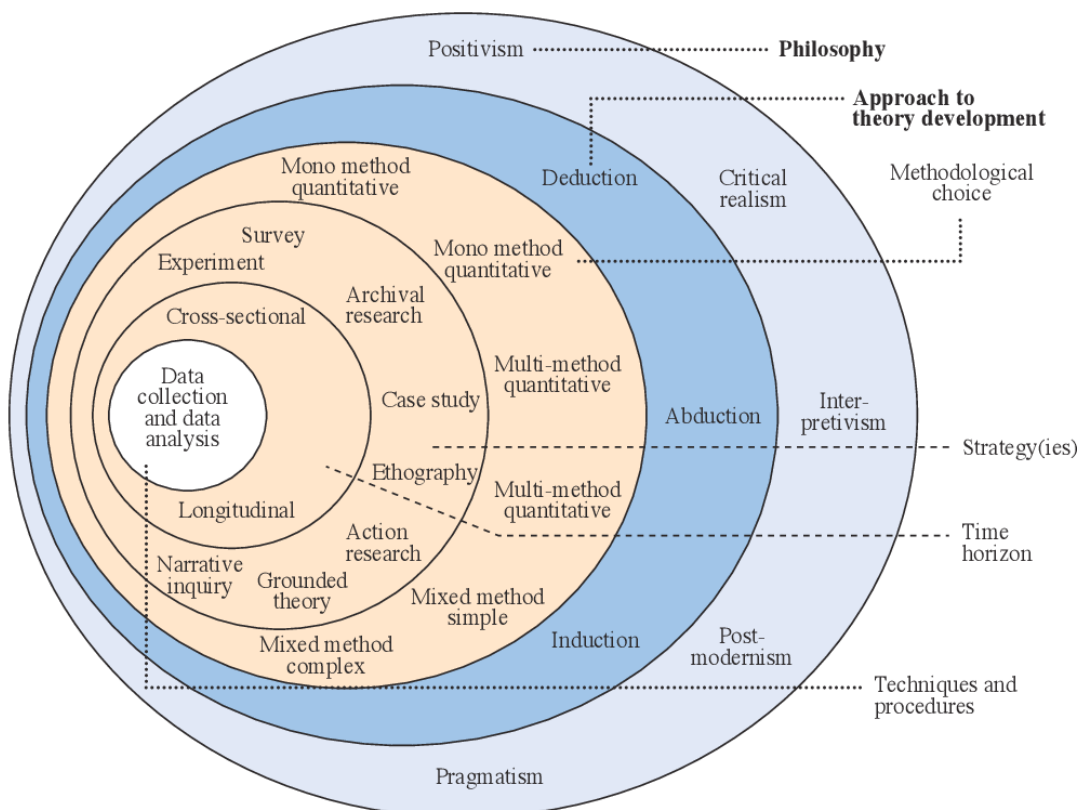 Positivism
Philosophy
Approach to
theory development
Mono method
quantitative
Deduction
Critical
realism
Methodological
choice
Survey
Experiment
Mono method
quantitative
Archival
research
Cross-sectional
Data
collection
and data
analysis
Multi-method
quantitative
Case study
Abduction
Inter-
pretivism
Strategy(ies)
Ethography
Multi-method
quantitative
Longitudinal
Action
research
Time
horizon
Narrative
inquiry
Grounded
theory
Mixed method
simple
Mixed method
complex
Induction
Post-
modernism
Techniques and
procedures
Pragmatism